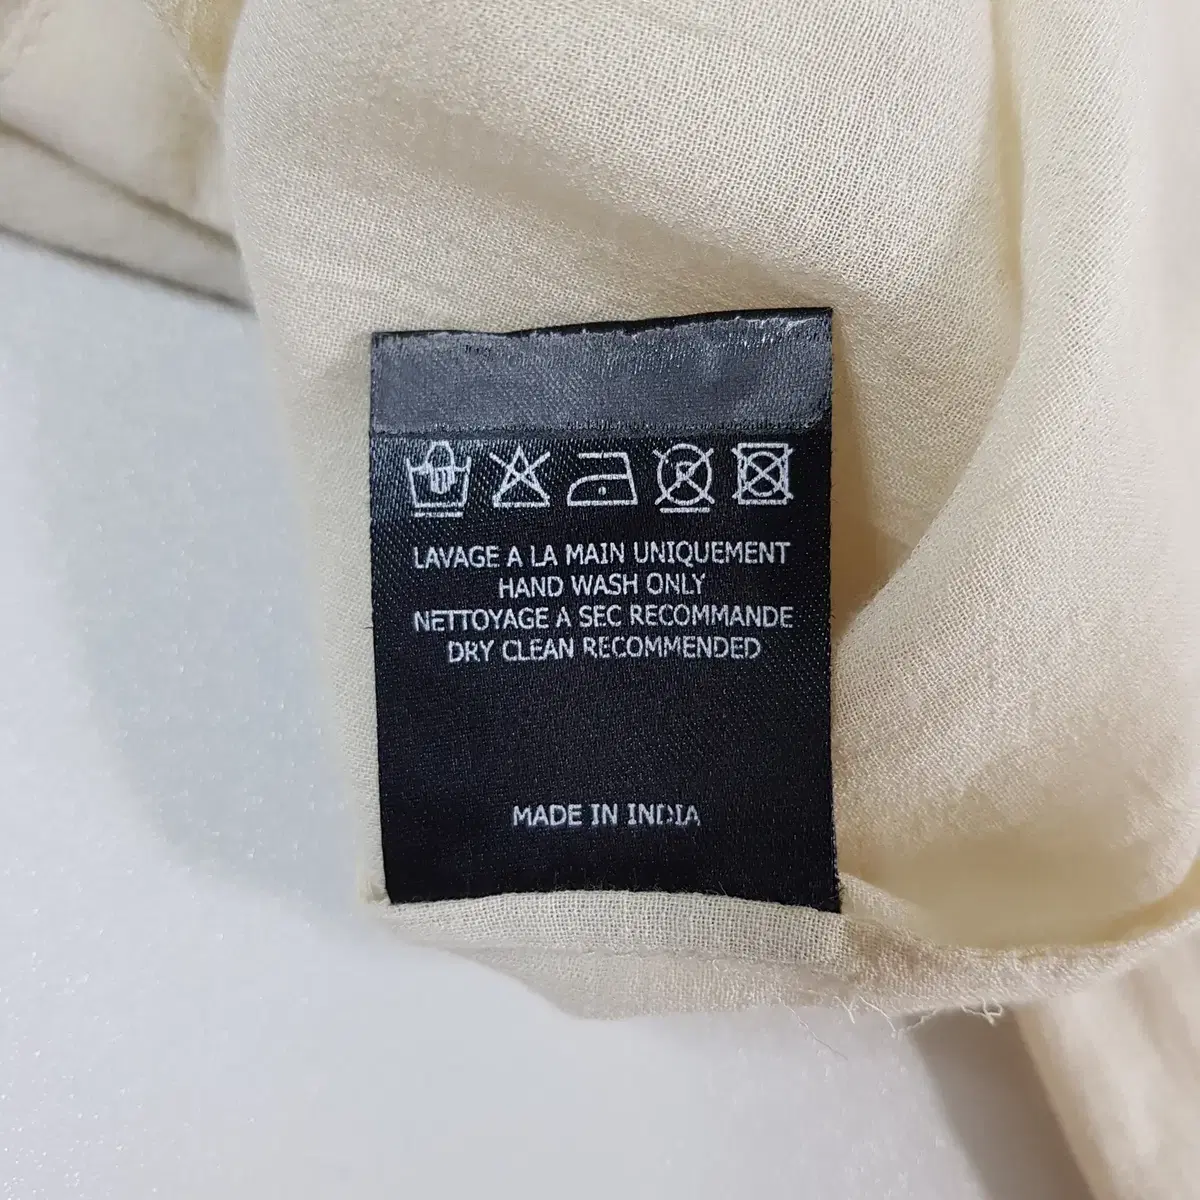 LAVAGE A LA MAIN UNIQUEMENT
HAND WASH ONLY
NETTOYAGE A SEC RECOMMANDE
DRY CLEAN RECOMMENDED
MADE IN INDIA